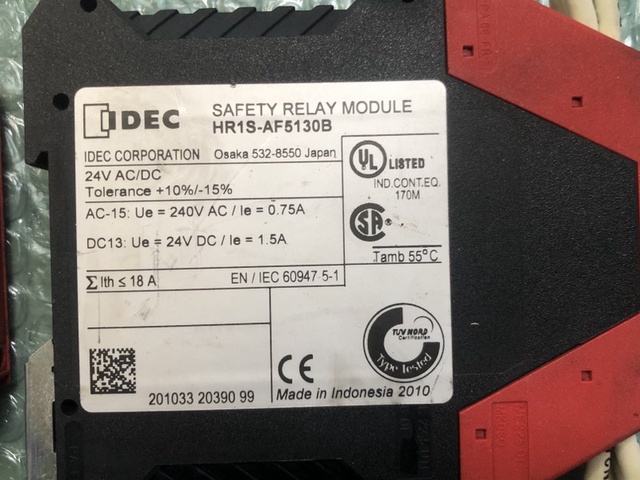 IDEC
SAFETY RELAY MODULE
HR1S-AF5130B
IDEC CORPORATION Osaka 532-8550 Japan
24V AC/DC
Tolerance +10%/-15%
AC-15: Ue = 240V AC / Ie = 0.75A
DC13: Ue = 24V DC / Ie = 1.5A
UL LISTED
IND.CONT.EQ.
170M
SA
Tamb 55°C
∑ Ith ≤ 18 A
EN / IEC 60947-5-1
TUV NORD
Certification
Type Tested
CE
201033 20390 99
Made in Indonesia 2010